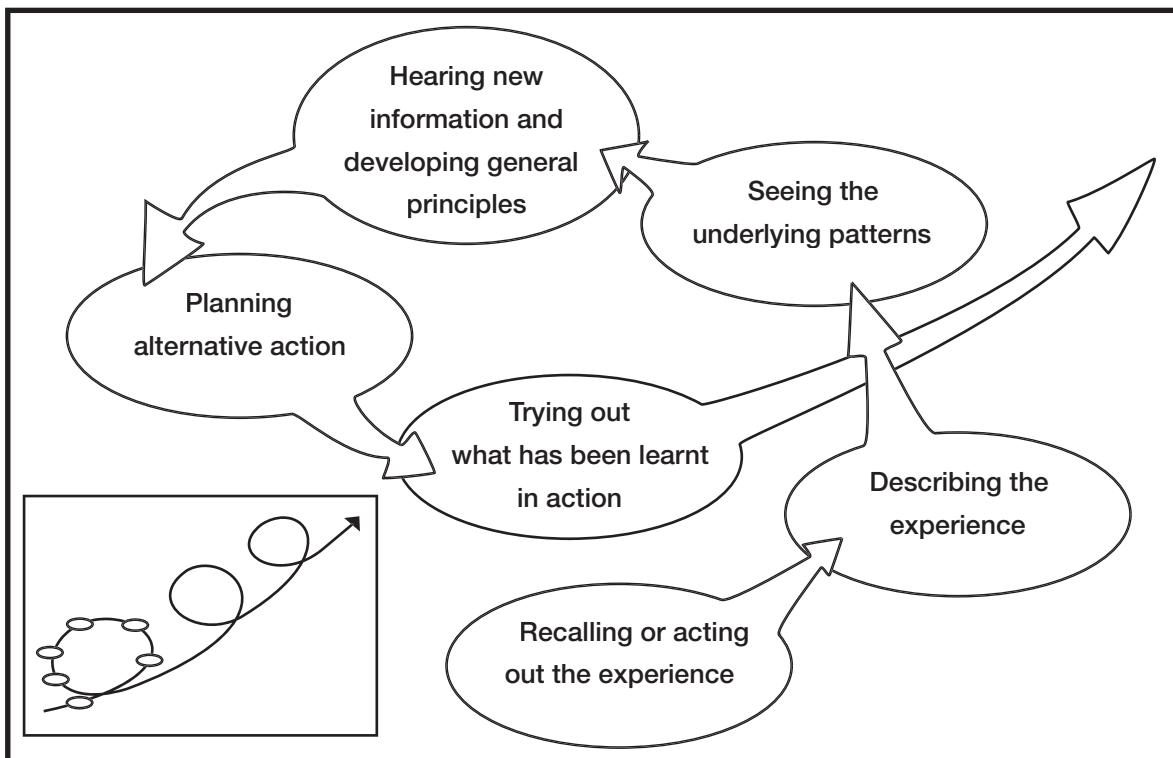 Hearing new
information and
developing general
principles
Seeing the
underlying patterns
Planning
alternative action
Trying out
what has been learnt
in action
Describing the
experience
Recalling or acting
out the experience